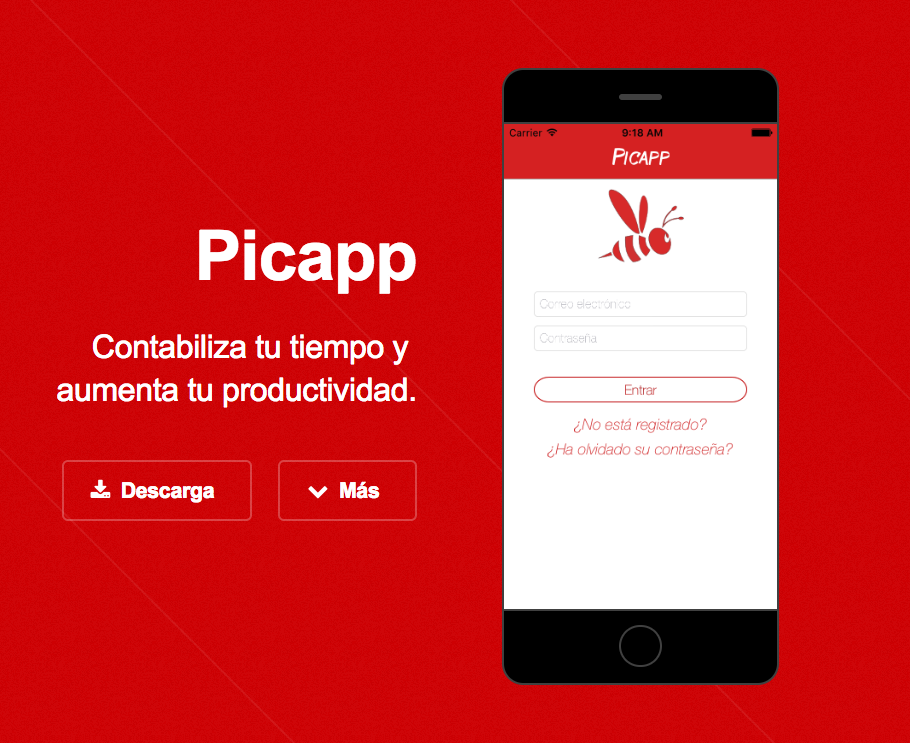 Picapp
Contabiliza tu tiempo y
aumenta tu productividad.
Descarga
Más
Carrier
9:18 AM
Picapp
Correo electrónico
Contraseña
Entrar
¿No está registrado?
¿Ha olvidado su contraseña?